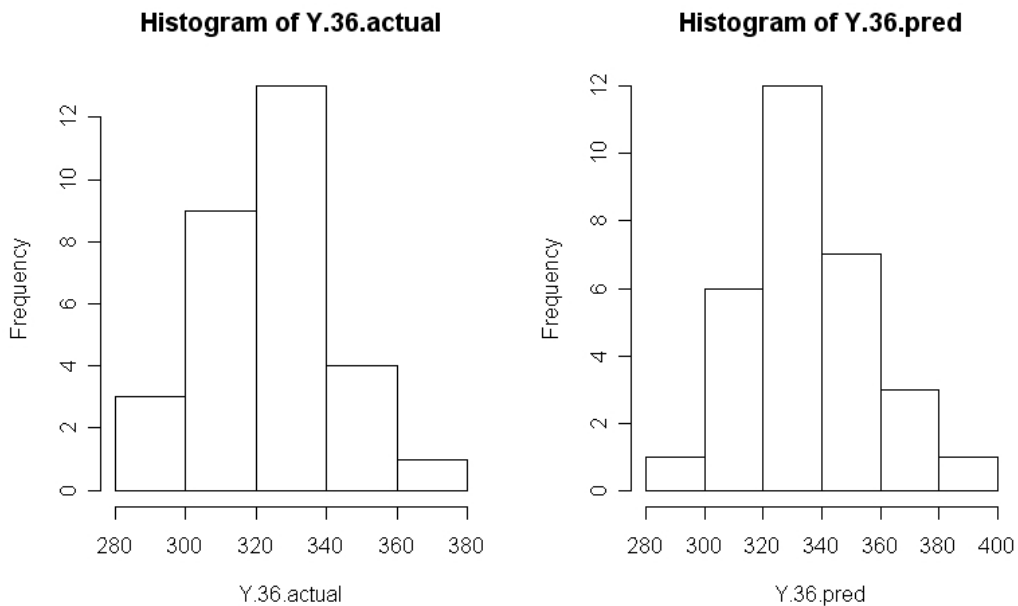 Histogram of Y.36.actual
Frequency
12
10
8
6
4
2
0
280 300 320 340 360 380
Y.36.actual
Histogram of Y.36.pred
Frequency
12
10
8
6
4
2
0
280 300 320 340 360 380 400
Y.36.pred